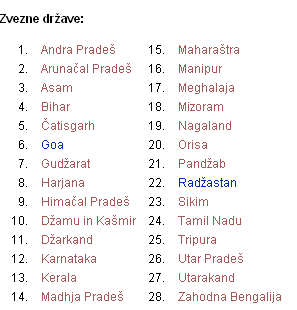 Zvezne države:
1. Andra Pradeš
2. Arunačal Pradeš
3. Asam
4. Bihar
5. Čatisgarh
6. Goa
7. Gudžarat
8. Harjana
9. Himačal Pradeš
10. Džamu in Kašmir
11. Džarkand
12. Karnataka
13. Kerala
14. Madhja Pradeš
15. Maharaštra
16. Manipur
17. Meghalaja
18. Mizoram
19. Nagaland
20. Orisa
21. Pandžab
22. Radžastan
23. Sikim
24. Tamil Nadu
25. Tripura
26. Utar Pradeš
27. Utarakand
28. Zahodna Bengalija